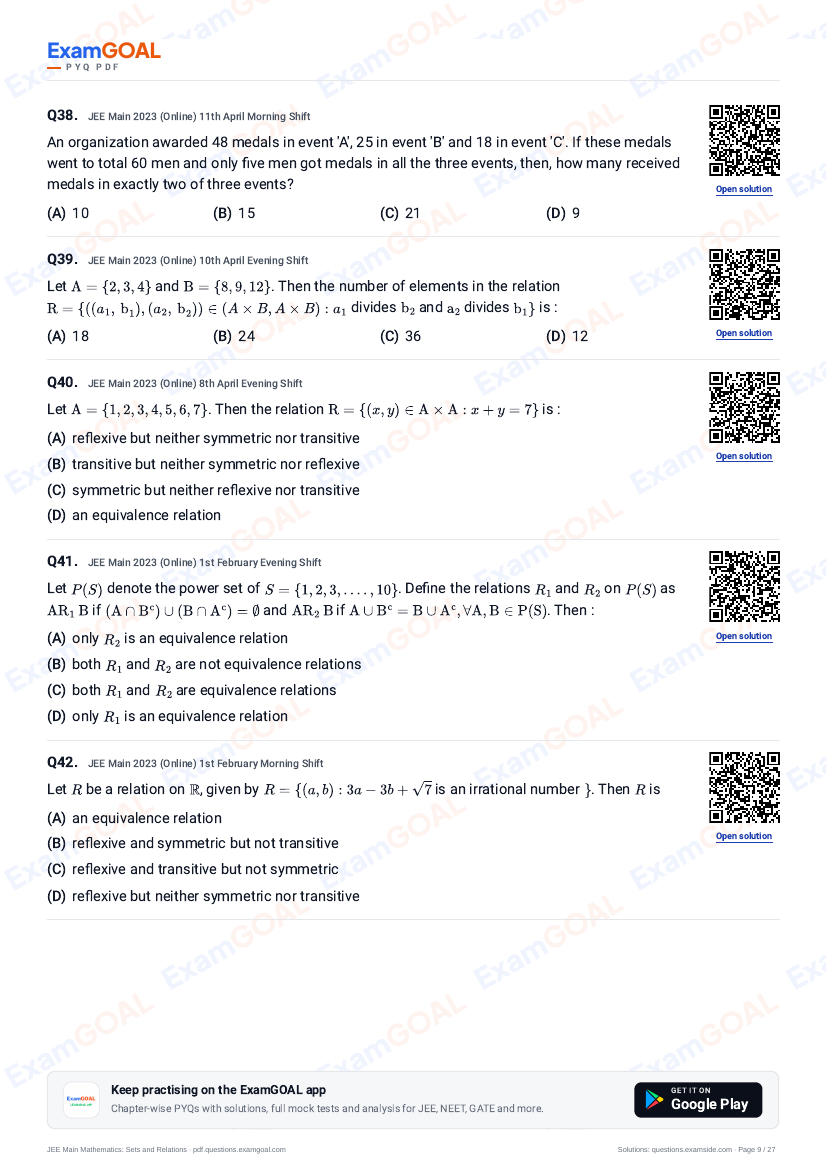 ExamGOAL
PYQ PDF
Q38. JEE Main 2023 (Online) 11th April Morning Shift
An organization awarded 48 medals in event 'A', 25 in event 'B' and 18 in event 'C'. If these medals
went to total 60 men and only five men got medals in all the three events, then, how many received
medals in exactly two of three events?
(A) 10 (B) 15 (C) 21 (D) 9
Open solution
Q39. JEE Main 2023 (Online) 10th April Evening Shift
Let A = {2, 3, 4} and B = {8, 9, 12}. Then the number of elements in the relation
R = {((a₁, b₁), (a₂, b₂)) ∈ (A × B, A × B) : a₁ divides b₂ and a₂ divides b₁} is :
(A) 18 (B) 24 (C) 36 (D) 12
Open solution
Q40. JEE Main 2023 (Online) 8th April Evening Shift
Let A = {1, 2, 3, 4, 5, 6, 7}. Then the relation R = {(x, y) ∈ A × A : x + y = 7} is :
(A) reflexive but neither symmetric nor transitive
(B) transitive but neither symmetric nor reflexive
(C) symmetric but neither reflexive nor transitive
(D) an equivalence relation
Open solution
Q41. JEE Main 2023 (Online) 1st February Evening Shift
Let P(S) denote the power set of S = {1, 2, 3, . . . . , 10}. Define the relations R₁ and R₂ on P(S) as
AR₁ B if (A ∩ Bᶜ) ∪ (B ∩ Aᶜ) = ∅ and AR₂ B if A ∪ Bᶜ = B ∪ Aᶜ, ∀A, B ∈ P(S). Then :
(A) only R₂ is an equivalence relation
(B) both R₁ and R₂ are not equivalence relations
(C) both R₁ and R₂ are equivalence relations
(D) only R₁ is an equivalence relation
Open solution
Q42. JEE Main 2023 (Online) 1st February Morning Shift
Let R be a relation on ℝ, given by R = {(a, b) : 3a − 3b + √7 is an irrational number }. Then R is
(A) an equivalence relation
(B) reflexive and symmetric but not transitive
(C) reflexive and transitive but not symmetric
(D) reflexive but neither symmetric nor transitive
Open solution
Keep practising on the ExamGOAL app
Chapter-wise PYQs with solutions, full mock tests and analysis for JEE, NEET, GATE and more.
ExamGOAL
GET IT ON
Google Play
JEE Main Mathematics: Sets and Relations · pdf.questions.examgoal.com
Solutions: questions.examside.com · Page 9 / 27